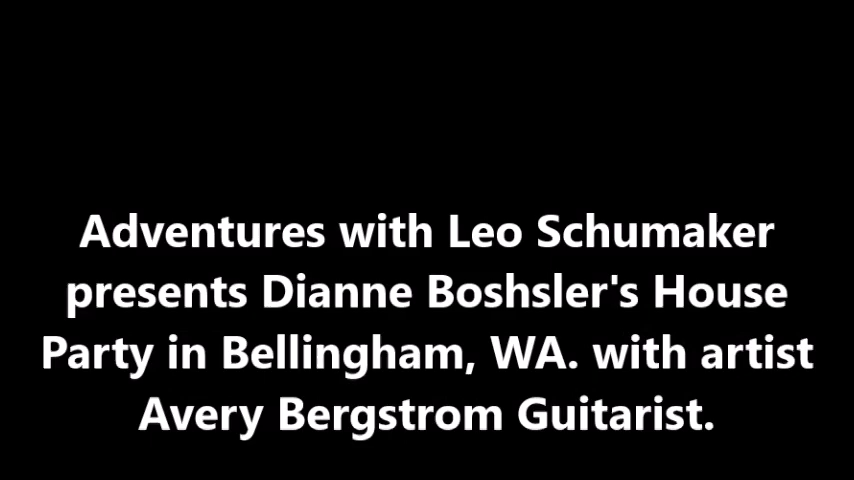 Adventures with Leo Schumaker
presents Dianne Boshsler's House
Party in Bellingham, WA. with artist
Avery Bergstrom Guitarist.